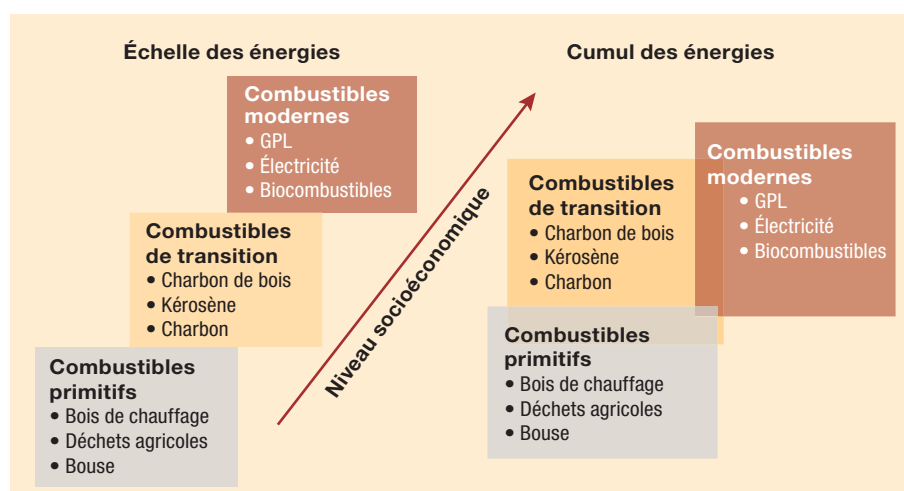 Échelle des énergies
Combustibles
modernes
• GPL
• Électricité
• Biocombustibles
Combustibles
de transition
• Charbon de bois
• Kérosène
• Charbon
Combustibles
primitifs
• Bois de chauffage
• Déchets agricoles
• Bouse
Niveau socioéconomique
Cumul des énergies
Combustibles
modernes
• GPL
• Électricité
• Biocombustibles
Combustibles
de transition
• Charbon de bois
• Kérosène
• Charbon
Combustibles
primitifs
• Bois de chauffage
• Déchets agricoles
• Bouse